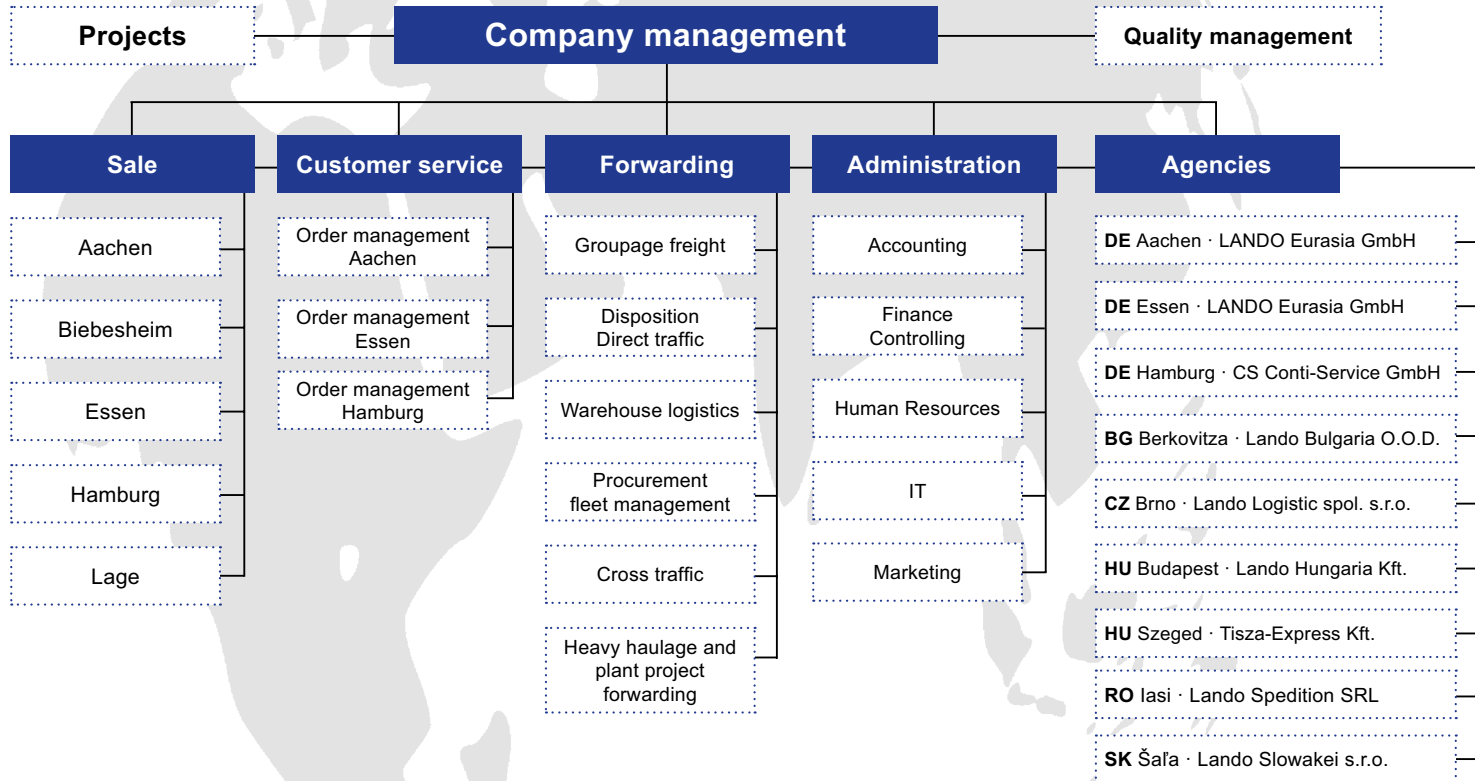 Projects
Company management
Quality management
Sale
Customer service
Forwarding
Administration
Agencies
Aachen
Biebesheim
Essen
Hamburg
Lage
Order management
Aachen
Order management
Essen
Order management
Hamburg
Groupage freight
Disposition
Direct traffic
Warehouse logistics
Procurement
fleet management
Cross traffic
Heavy haulage and
plant project
forwarding
Accounting
Finance
Controlling
Human Resources
IT
Marketing
DE Aachen · LANDO Eurasia GmbH
DE Essen · LANDO Eurasia GmbH
DE Hamburg · CS Conti-Service GmbH
BG Berkovitza · Lando Bulgaria O.O.D.
CZ Brno · Lando Logistic spol. s.r.o.
HU Budapest · Lando Hungaria Kft.
HU Szeged · Tisza-Express Kft.
RO Iasi · Lando Spedition SRL
SK Šaľa · Lando Slowakei s.r.o.